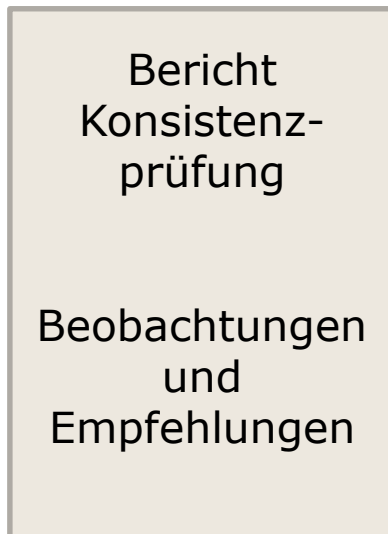 Bericht
Konsistenz-
prüfung
Beobachtungen
und
Empfehlungen